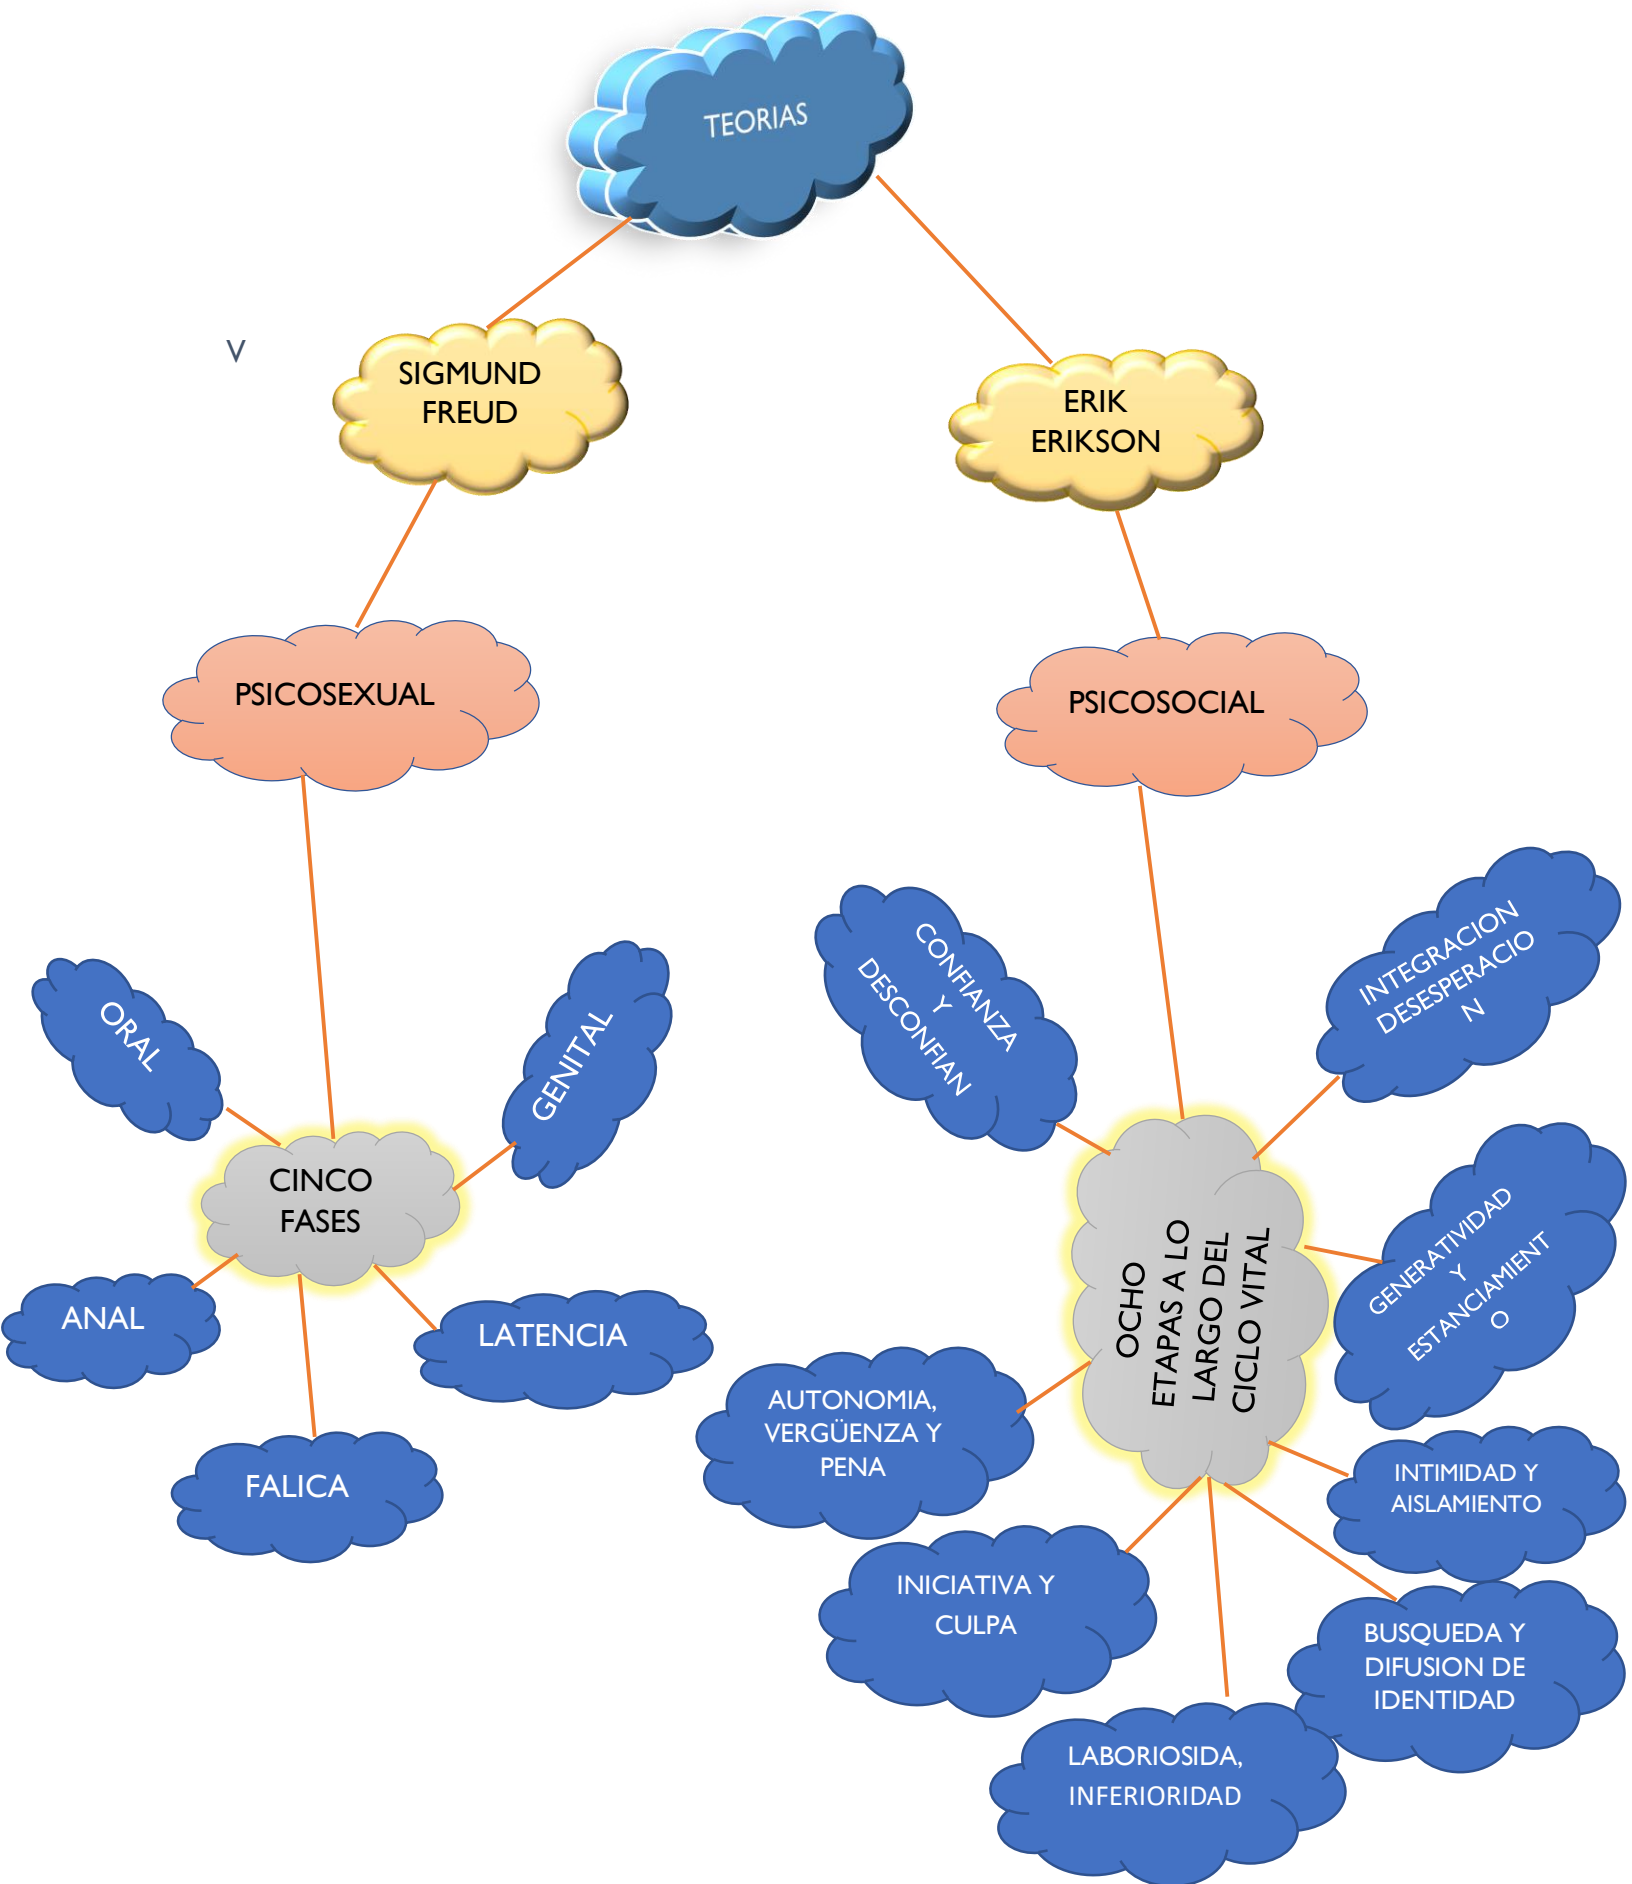 TEORIAS
V
SIGMUND
FREUD
ERIK
ERIKSON
PSICOSEXUAL
PSICOSOCIAL
ORAL
GENITAL
CINCO
FASES
ANAL
LATENCIA
FALICA
CONFIANZA
Y
DESCONFIAN
INTEGRACION
DESESPERACIO
N
OCHO
ETAPAS A LO
LARGO DEL
CICLO VITAL
GENERATIVIDAD
Y
ESTANCIAMIENT
O
AUTONOMIA,
VERGÜENZA Y
PENA
INTIMIDAD Y
AISLAMIENTO
INICIATIVA Y
CULPA
BUSQUEDA Y
DIFUSION DE
IDENTIDAD
LABORIOSIDA,
INFERIORIDAD